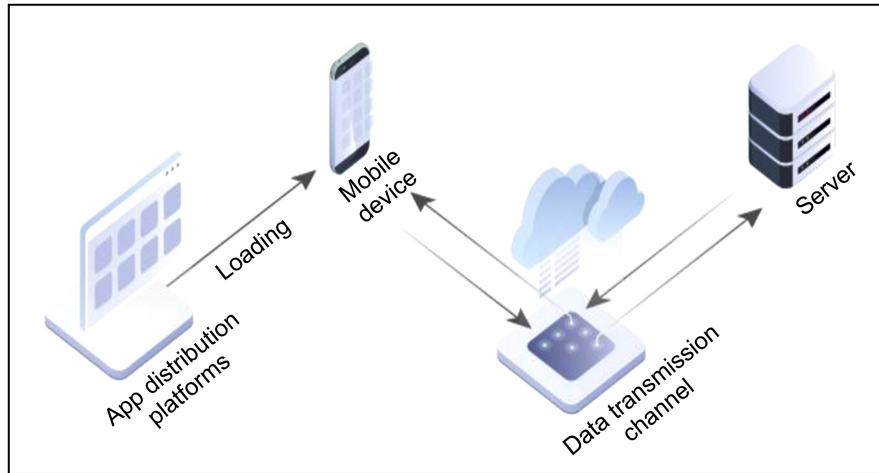 App distribution
platforms
Loading
Mobile
device
Data transmission
channel
Server